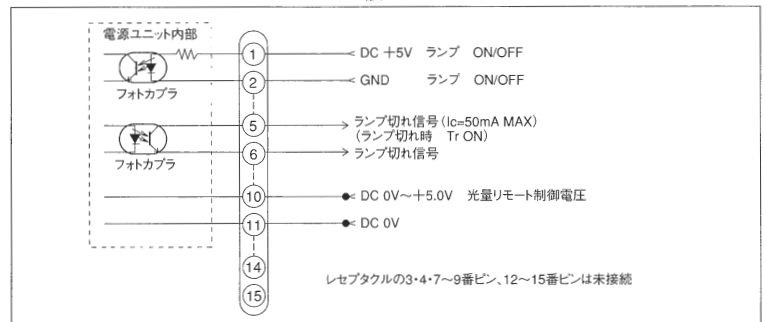 電源ユニット内部
① DC +5V ランプ ON/OFF
② GND ランプ ON/OFF
フォトカプラ
⑤ ランプ切れ信号(Ic=50mA MAX)
(ランプ切れ時 Tr ON)
⑥ ランプ切れ信号
フォトカプラ
⑩ DC 0V〜+5.0V 光量リモート制御電圧
⑪ DC 0V
⑭
⑮
レセプタクルの3・4・7〜9番ピン、12〜15番ピンは未接続